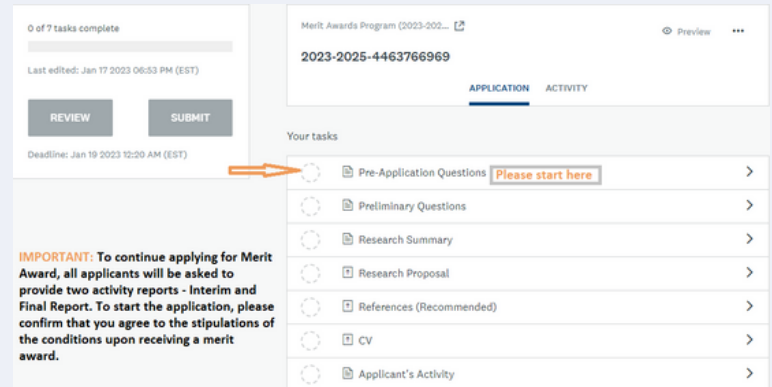 0 of 7 tasks complete
Last edited: Jan 17 2023 06:53 PM (EST)
REVIEW
SUBMIT
Deadline: Jan 19 2023 12:20 AM (EST)
IMPORTANT: To continue applying for Merit
Award, all applicants will be asked to
provide two activity reports - Interim and
Final Report. To start the application, please
confirm that you agree to the stipulations of
the conditions upon receiving a merit
award.
Merit Awards Program (2023-202...
Preview
2023-2025-4463766969
APPLICATION
ACTIVITY
Your tasks
Pre-Application Questions Please start here
Preliminary Questions
Research Summary
Research Proposal
References (Recommended)
CV
Applicant's Activity